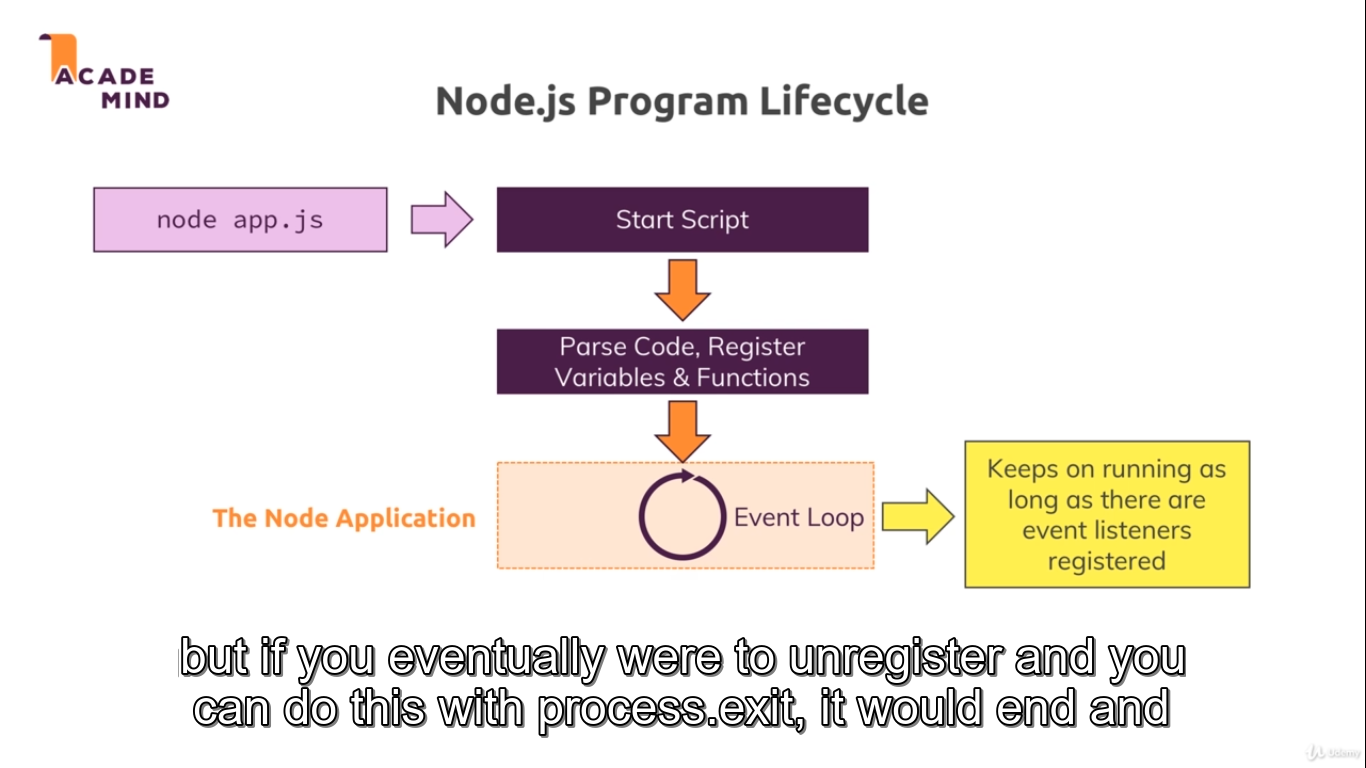 ACADE
MIND
Node.js Program Lifecycle
node app.js
Start Script
Parse Code, Register
Variables & Functions
The Node Application
Event Loop
Keeps on running as
long as there are
event listeners
registered
but if you eventually were to unregister and you
can do this with process.exit, it would end and
Udemy